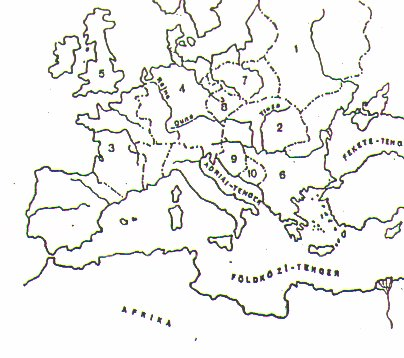 1
5
4
7
8
Rajna
Duna
Tisza
2
3
9
10
6
FEKETE-TENG
ADRIAI-TENGER
FÖLDKÖZI-TENGER
AFRIKA